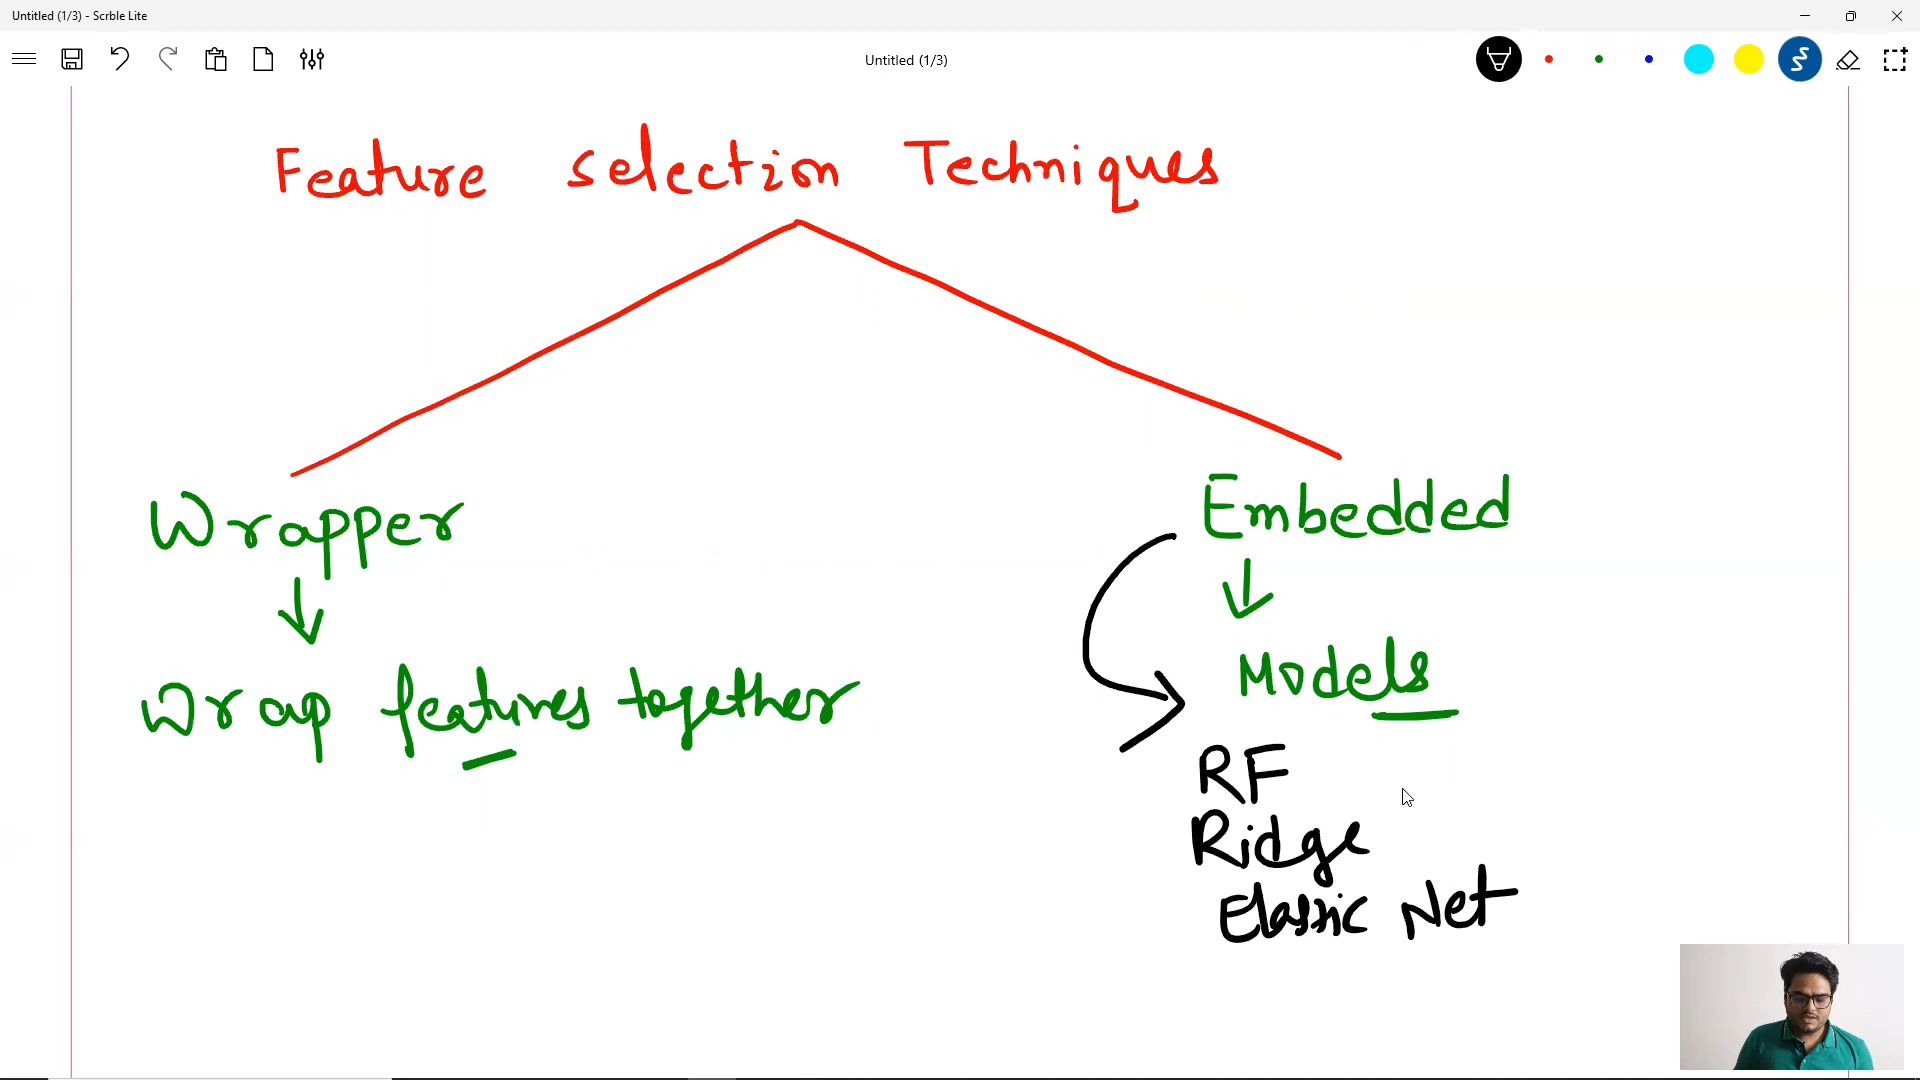 Untitled (1/3) - Scrble Lite
Untitled (1/3)
Feature selection Techniques
Wrapper
Wrap features together
Embedded
Models
RF
Ridge
Elastic Net